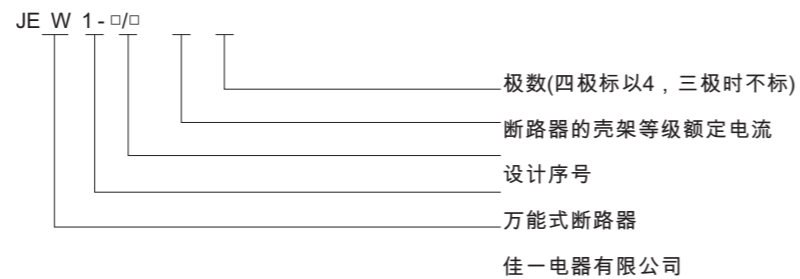 JE W 1 - □/□
极数(四极标以4，三极时不标)
断路器的壳架等级额定电流
设计序号
万能式断路器
佳一电器有限公司